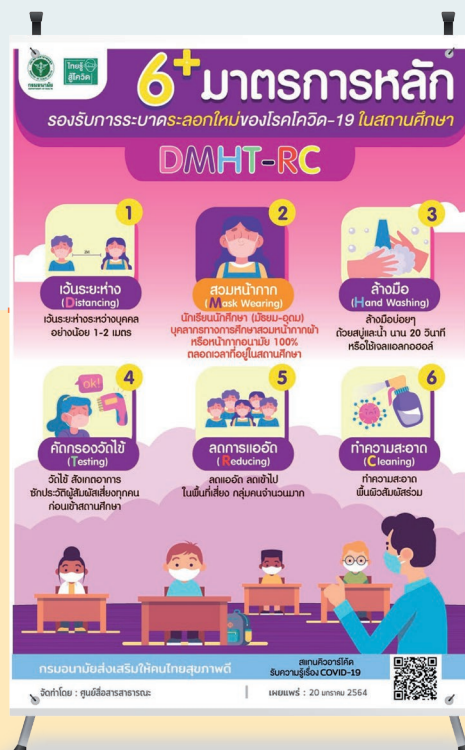 กรมอนามัย
ไทยรู้
สู้โควิด
6+ มาตรการหลัก
รองรับการระบาดระลอกใหม่ของโรคโควิด-19 ในสถานศึกษา
DMHT-RC
1
เว้นระยะห่าง
(Distancing)
เว้นระยะห่างระหว่างบุคคล
อย่างน้อย 1-2 เมตร
2
สวมหน้ากาก
(Mask Wearing)
นักเรียนนักศึกษา (มัธยม-อุดม)
บุคลากรทางการศึกษาสวมหน้ากากผ้า
หรือหน้ากากอนามัย 100%
ตลอดเวลาที่อยู่ในสถานศึกษา
3
ล้างมือ
(Hand Washing)
ล้างมือบ่อยๆ
ด้วยสบู่และน้ำ นาน 20 วินาที
หรือใช้เจลแอลกอฮอล์
ok!
4
คัดกรองวัดไข้
(Testing)
วัดไข้ สังเกตอาการ
ซักประวัติผู้สัมผัสเสี่ยงทุกคน
ก่อนเข้าสถานศึกษา
5
ลดการแออัด
(Reducing)
ลดแออัด ลดเข้าไป
ในพื้นที่เสี่ยง กลุ่มคนจำนวนมาก
6
ทำความสะอาด
(Cleaning)
ทำความสะอาด
พื้นผิวสัมผัสร่วม
กรมอนามัยส่งเสริมให้คนไทยสุขภาพดี
สแกนคิวอาร์โค้ด
รับความรู้เรื่อง COVID-19
จัดทำโดย : ศูนย์สื่อสารสาธารณะ
เผยแพร่ : 20 มกราคม 2564